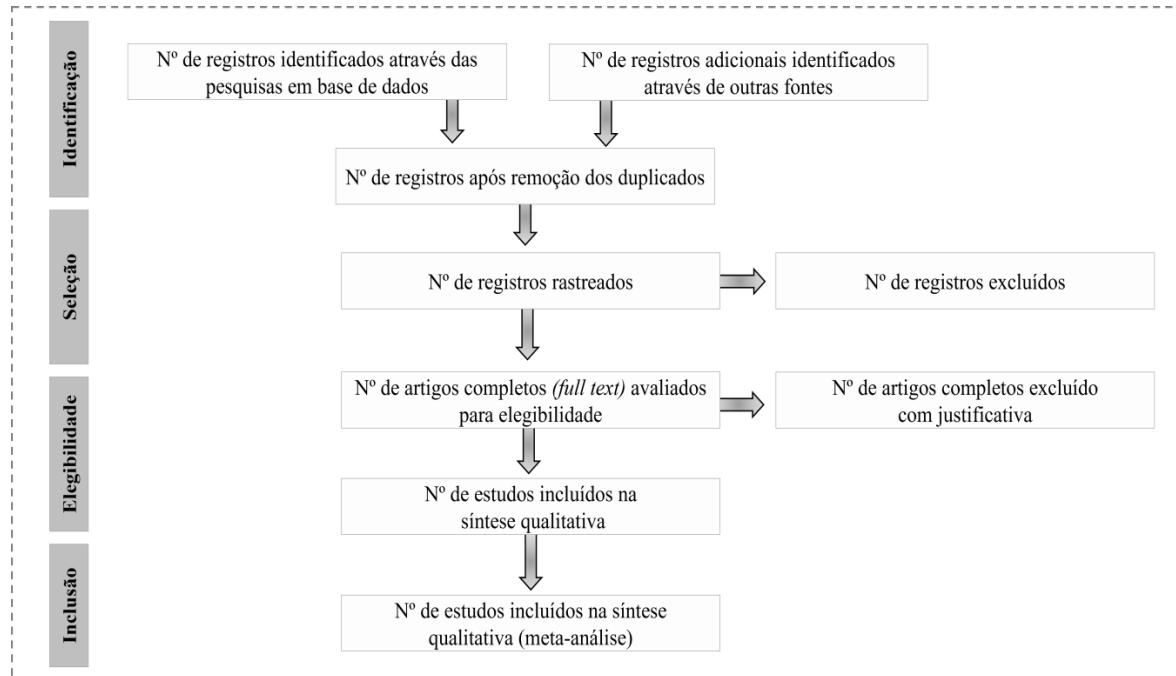 Identificação
Nº de registros identificados através das
pesquisas em base de dados
Nº de registros adicionais identificados
através de outras fontes
Nº de registros após remoção dos duplicados
Seleção
Nº de registros rastreados
Nº de registros excluídos
Elegibilidade
Nº de artigos completos (full text) avaliados
para elegibilidade
Nº de artigos completos excluído
com justificativa
Nº de estudos incluídos na
síntese qualitativa
Inclusão
Nº de estudos incluídos na síntese
qualitativa (meta-análise)